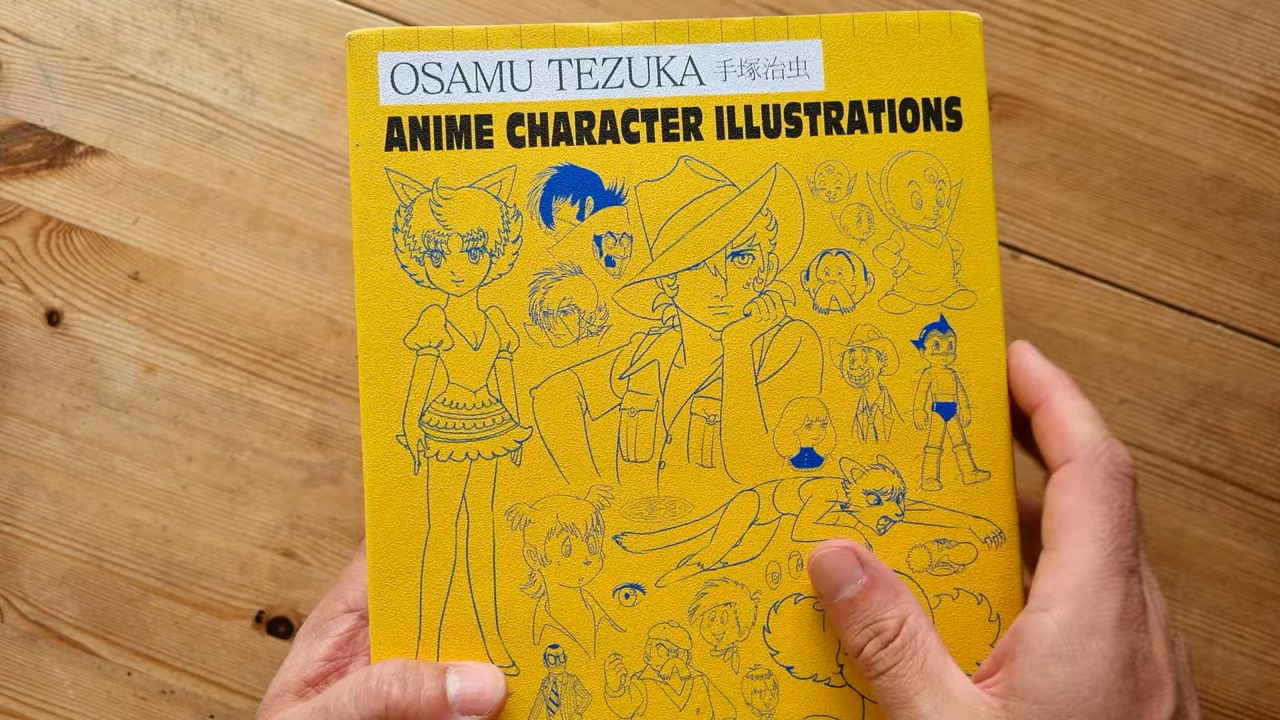 OSAMU TEZUKA 手塚治虫
ANIME CHARACTER ILLUSTRATIONS